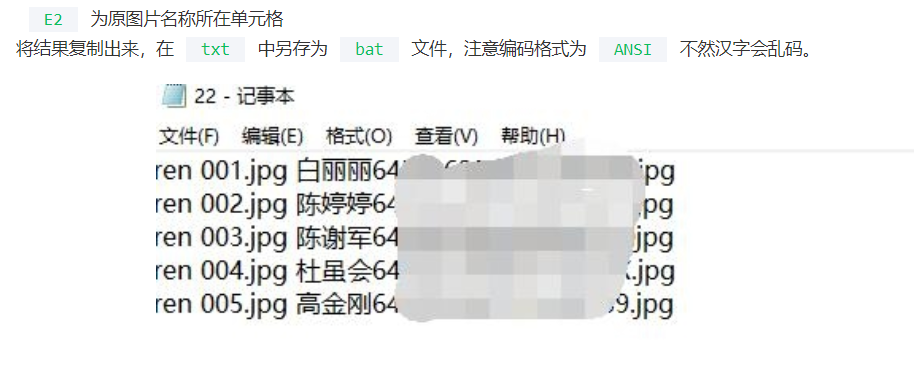 E2 为原图片名称所在单元格
将结果复制出来，在 txt 中另存为 bat 文件，注意编码格式为 ANSI 不然汉字会乱码。
22 - 记事本
文件(F) 编辑(E) 格式(O) 查看(V) 帮助(H)
ren 001.jpg 白丽丽64 jpg
ren 002.jpg 陈婷婷64 .jpg
ren 003.jpg 陈谢军64 jpg
ren 004.jpg 杜虽会64 .jpg
ren 005.jpg 高金刚64 9.jpg